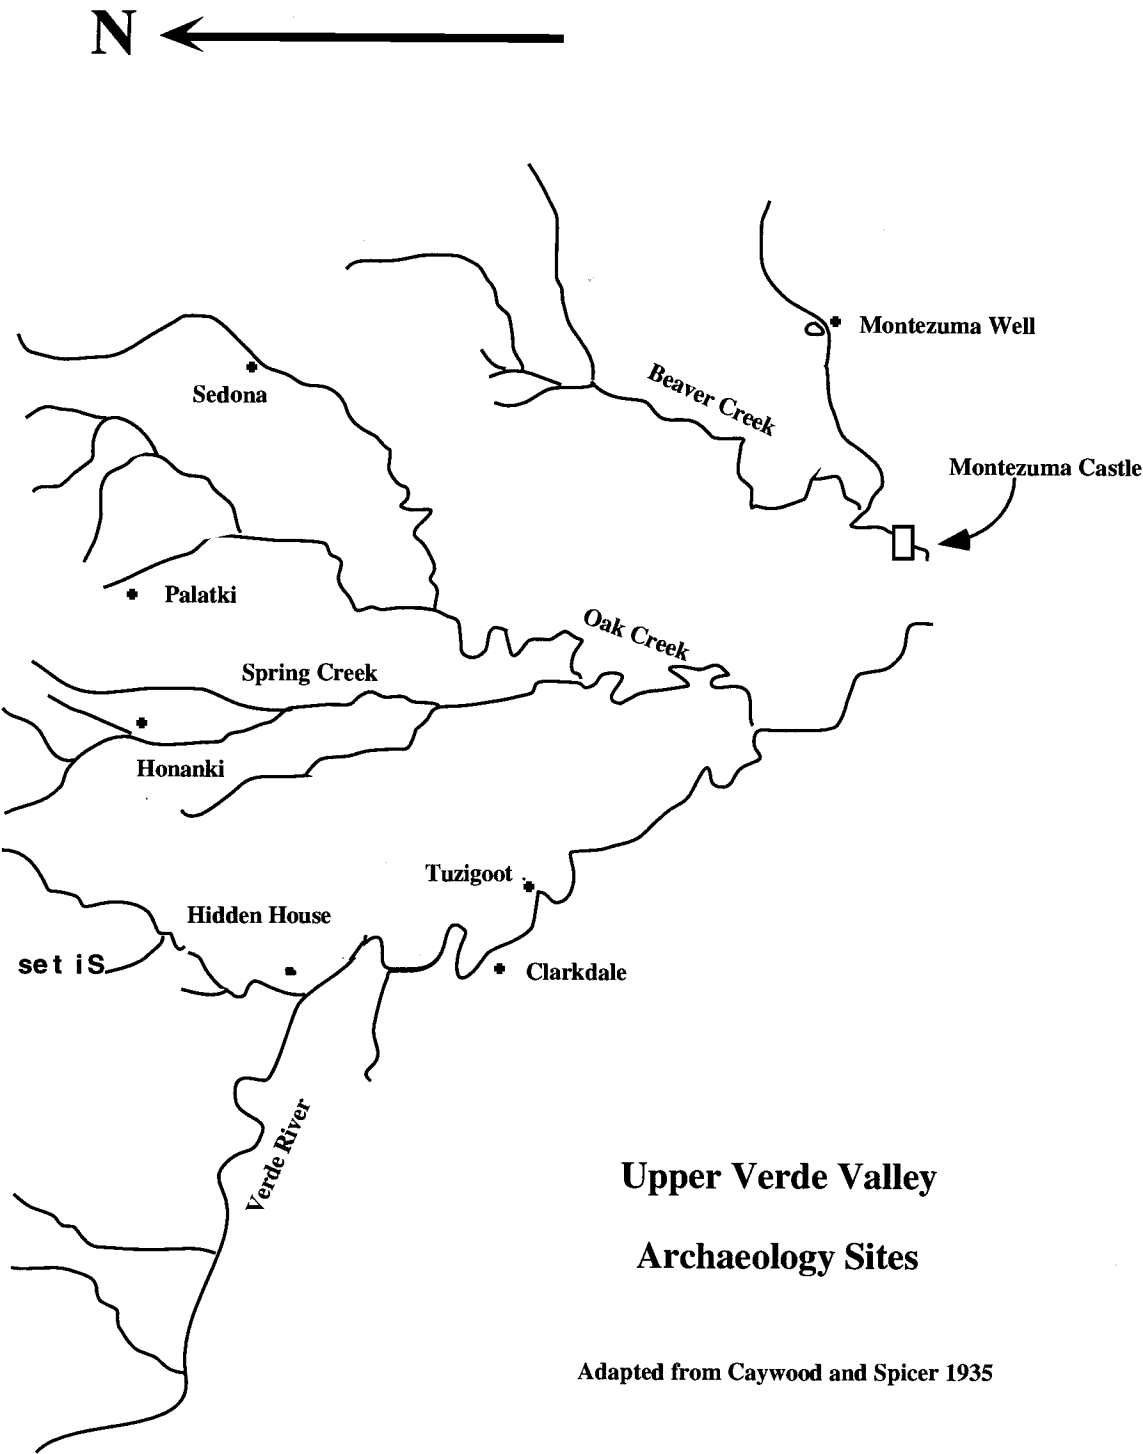 N
Montezuma Well
Beaver Creek
Sedona
Montezuma Castle
Palatki
Oak Creek
Spring Creek
Honanki
Tuzigoot
Hidden House
set iS
Clarkdale
Verde River
Upper Verde Valley
Archaeology Sites
Adapted from Caywood and Spicer 1935